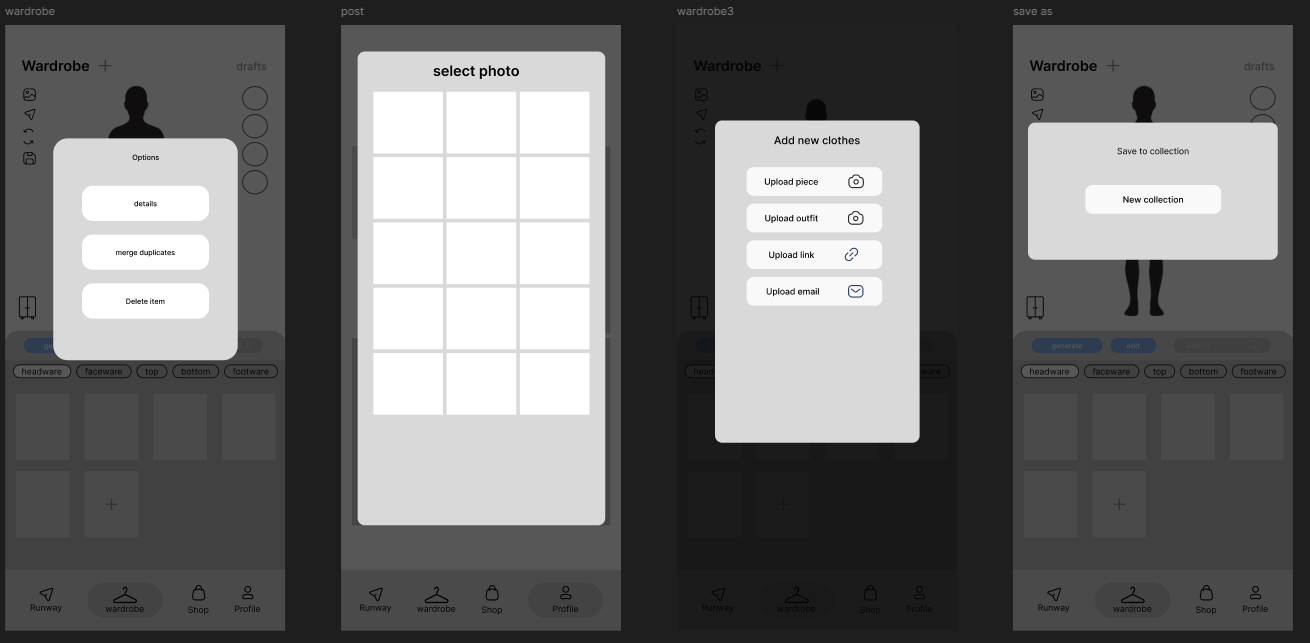 wardrobe
Wardrobe
drafts
Options
details
merge duplicates
Delete item
headware
faceware
top
bottom
footware
Runway
wardrobe
Shop
Profile
post
select photo
Runway
wardrobe
Shop
Profile
wardrobe3
Wardrobe
drafts
Add new clothes
Upload piece
Upload outfit
Upload link
Upload email
Runway
wardrobe
Shop
Profile
save as
Wardrobe
drafts
Save to collection
New collection
generate
edit
search
headware
faceware
top
bottom
footware
Runway
wardrobe
Shop
Profile